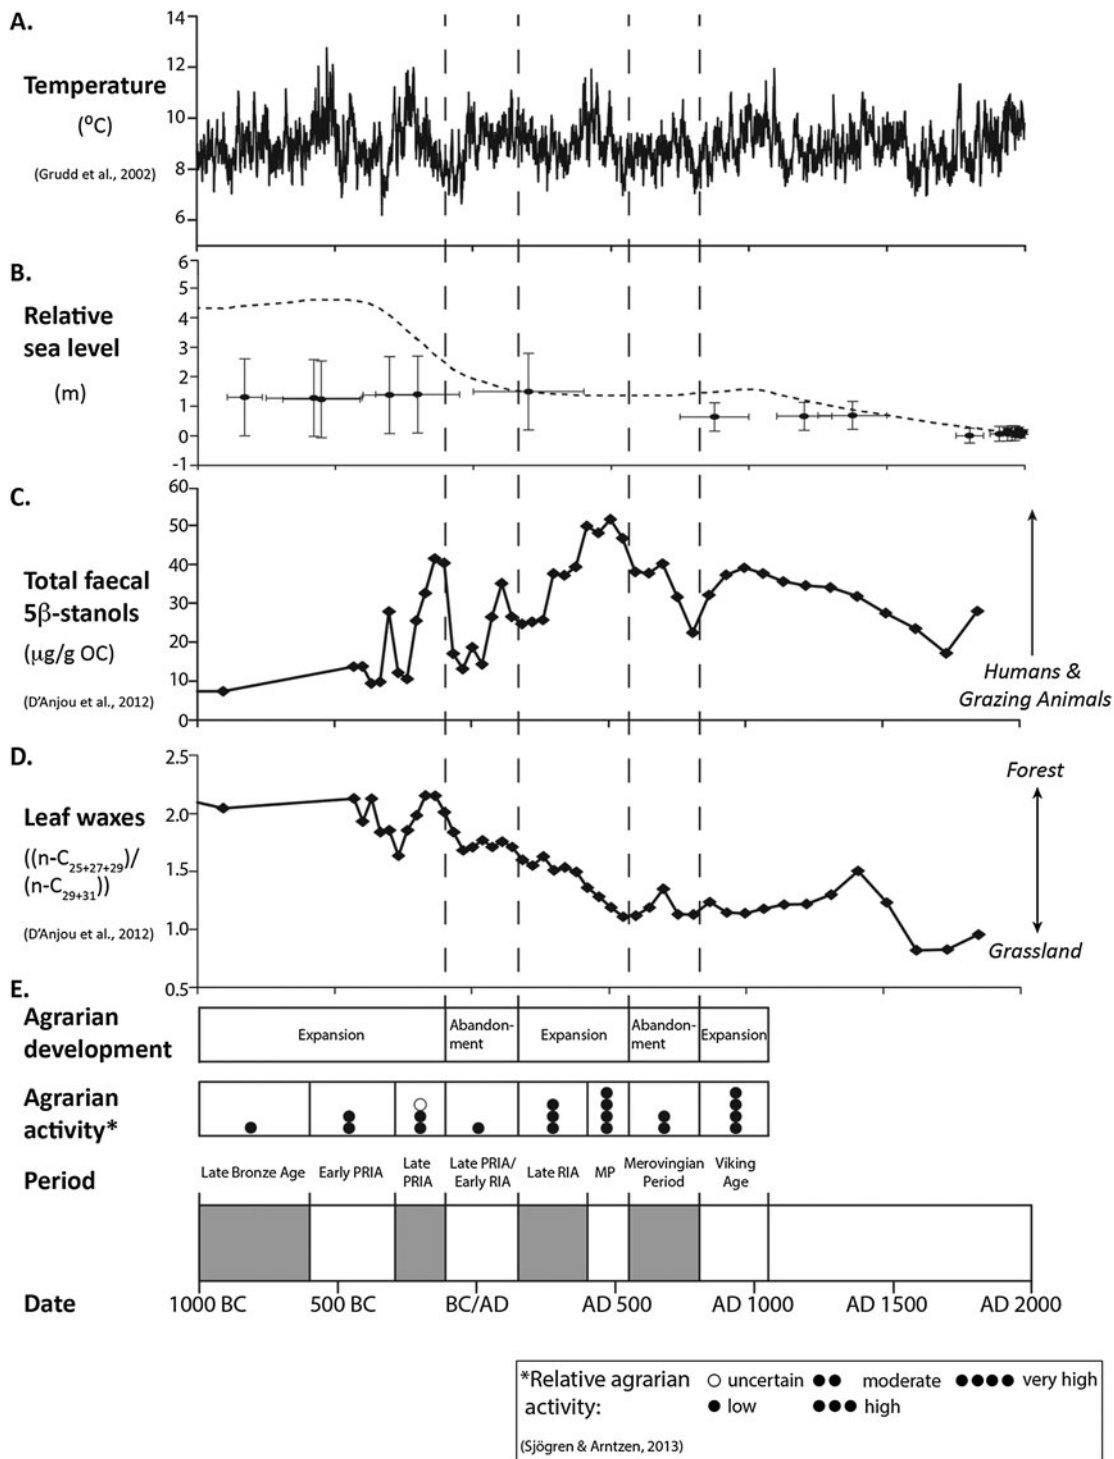 A.
Temperature
(°C)
(Grudd et al., 2002)
14
12
10
8
6
B.
Relative
sea level
(m)
6
5
4
3
2
1
0
-1
C.
Total faecal
5β-stanols
(μg/g OC)
(D'Anjou et al., 2012)
60
50
40
30
20
10
0
Humans &
Grazing Animals
D.
Leaf waxes
((n-C25+27+29)/
(n-C29+31))
(D'Anjou et al., 2012)
2.5
2.0
1.5
1.0
0.5
Forest
Grassland
E.
Agrarian
development
Expansion
Abandon-
ment
Expansion
Abandon-
ment
Expansion
Agrarian
activity*
Period
Late Bronze Age
Early PRIA
Late
PRIA
Late PRIA/
Early RIA
Late RIA
MP
Merovingian
Period
Viking
Age
Date
1000 BC
500 BC
BC/AD
AD 500
AD 1000
AD 1500
AD 2000
*Relative agrarian
activity:
uncertain
moderate
very high
low
high
(Sjögren & Arntzen, 2013)